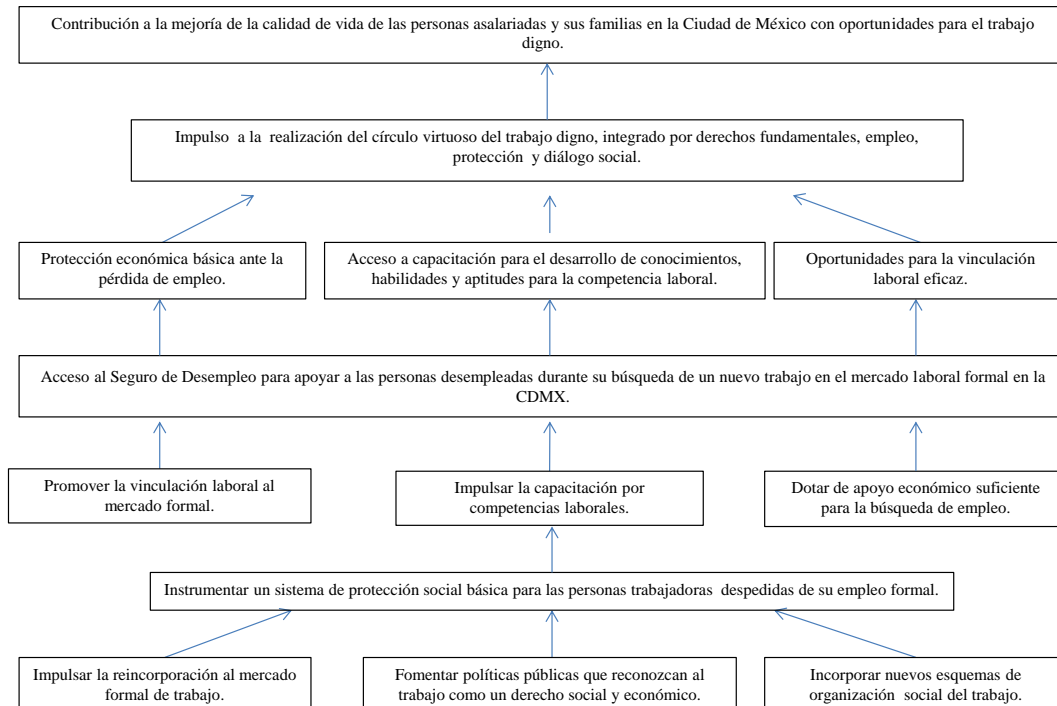 Contribución a la mejoría de la calidad de vida de las personas asalariadas y sus familias en la Ciudad de México con oportunidades para el trabajo
digno.
Impulso a la realización del círculo virtuoso del trabajo digno, integrado por derechos fundamentales, empleo,
protección y diálogo social.
Protección económica básica ante la
pérdida de empleo.
Acceso a capacitación para el desarrollo de conocimientos,
habilidades y aptitudes para la competencia laboral.
Oportunidades para la vinculación
laboral eficaz.
Acceso al Seguro de Desempleo para apoyar a las personas desempleadas durante su búsqueda de un nuevo trabajo en el mercado laboral formal en la
CDMX.
Promover la vinculación laboral al
mercado formal.
Impulsar la capacitación por
competencias laborales.
Dotar de apoyo económico suficiente
para la búsqueda de empleo.
Instrumentar un sistema de protección social básica para las personas trabajadoras despedidas de su empleo formal.
Impulsar la reincorporación al mercado
formal de trabajo.
Fomentar políticas públicas que reconozcan al
trabajo como un derecho social y económico.
Incorporar nuevos esquemas de
organización social del trabajo.